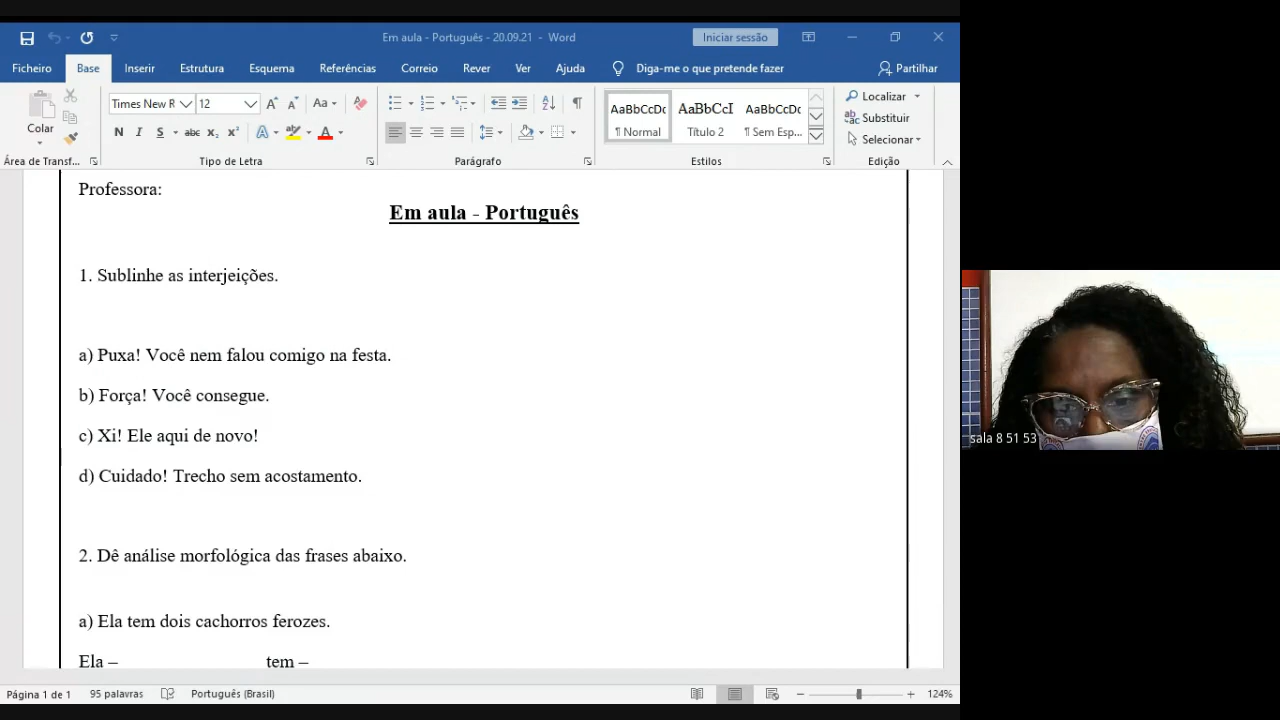 Em aula - Português - 20.09.21 - Word
Iniciar sessão
Ficheiro Base Inserir Estrutura Esquema Referências Correio Rever Ver Ajuda Diga-me o que pretende fazer Partilhar
Colar
Times New R 12
Aa
N I S abc x₂ x² A ab A
AaBbCcDc AaBbCcI AaBbCcDc
¶ Normal Título 2 ¶ Sem Esp...
Localizar
Substituir
Selecionar
Área de Transf... Tipo de Letra Parágrafo Estilos Edição
Professora:
Em aula - Português
1. Sublinhe as interjeições.
a) Puxa! Você nem falou comigo na festa.
b) Força! Você consegue.
c) Xi! Ele aqui de novo!
d) Cuidado! Trecho sem acostamento.
2. Dê análise morfológica das frases abaixo.
a) Ela tem dois cachorros ferozes.
Ela – tem –
Página 1 de 1 95 palavras Português (Brasil) 124%
sala 8 51 53